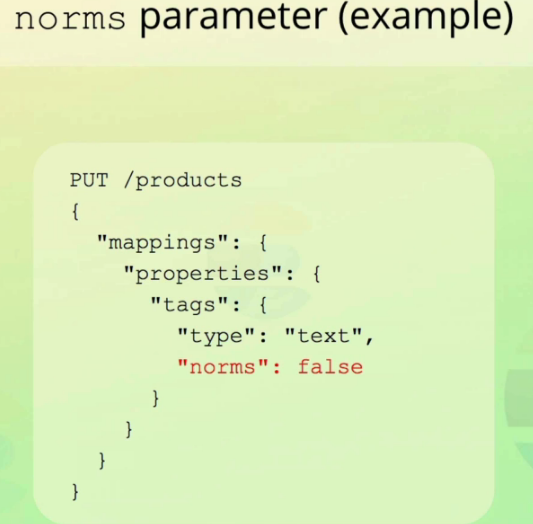 norms parameter (example)
PUT /products
{
  "mappings": {
    "properties": {
      "tags": {
        "type": "text",
        "norms": false
      }
    }
  }
}